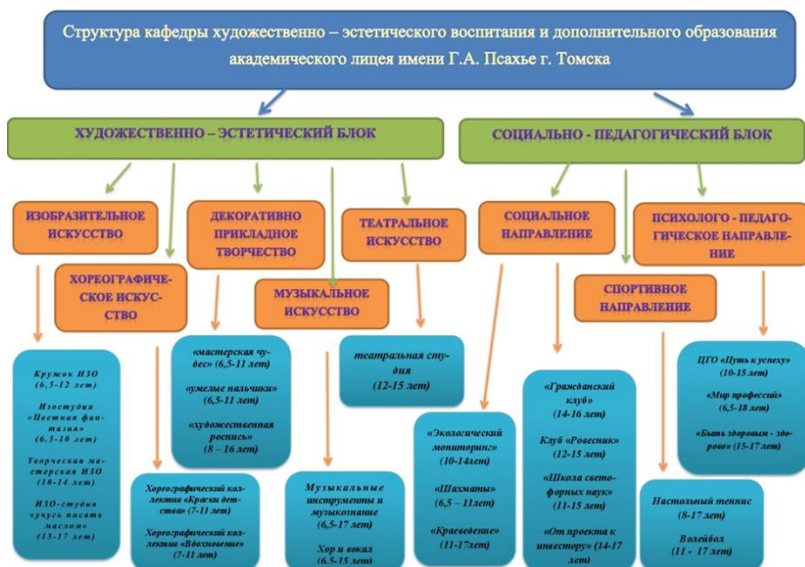 Структура кафедры художественно – эстетического воспитания и дополнительного образования
академического лицея имени Г.А. Псахье г. Томска
ХУДОЖЕСТВЕННО – ЭСТЕТИЧЕСКИЙ БЛОК
СОЦИАЛЬНО - ПЕДАГОГИЧЕСКИЙ БЛОК
ИЗОБРАЗИТЕЛЬНОЕ
ИСКУССТВО
ДЕКОРАТИВНО
ПРИКЛАДНОЕ
ТВОРЧЕСТВО
ТЕАТРАЛЬНОЕ
ИСКУССТВО
СОЦИАЛЬНОЕ
НАПРАВЛЕНИЕ
ПСИХОЛОГО - ПЕДАГ-
ОГИЧЕСКОЕ НАПРАВЛЕ-
НИЕ
ХОРЕОГРАФИЧЕ-
СКОЕ ИСКУС-
СТВО
МУЗЫКАЛЬНОЕ
ИСКУССТВО
СПОРТИВНОЕ
НАПРАВЛЕНИЕ
Кружок ИЗО
(6,5-12 лет)
Изостудия
«Цветная фан-
тазия»
(6,5-10 лет)
Творческая ма-
стерская ИЗО
(10-14 лет)
ИЗО-студия
«учусь писать
маслом»
(13-17 лет)
Хореографический кол-
лектив «Краски дет-
ства» (7-11 лет)
Хореографический кол-
лектив «Вдохновение»
(7-11 лет)
«мастерская чу-
дес» (6,5-11 лет)
«умелые пальчики»
(6,5-11 лет)
«художественная
роспись»
(8 – 16 лет)
Музыкальные
инструменты и
музыкознание
(6,5-17 лет)
Хор и вокал
(6,5-15 лет)
театральная сту-
дия
(12-15 лет)
«Экологический
мониторинг»
(10-14лет)
«Шахматы»
(6,5 – 11лет)
«Краеведение»
(11-17лет)
«Гражданский
клуб»
(14-16 лет)
Клуб «Ровесник»
(12-15 лет)
«Школа свето-
форных наук»
(11-15 лет)
«От проекта к
инвестору» (14-17
лет)
Настольный теннис
(8-17 лет)
Волейбол
(11 - 17 лет)
ЦГО «Путь к успеху»
(10-15 лет)
«Мир профессий»
(6,5-18 лет)
«Быть здоровым - здо-
рово» (15-17 лет)